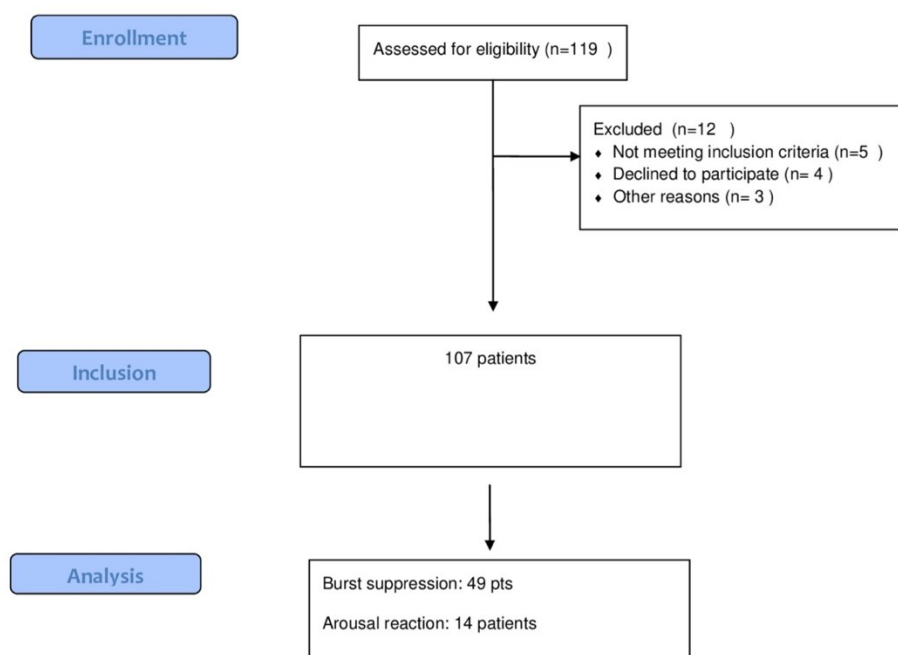 Enrollment
Assessed for eligibility (n=119 )
Excluded (n=12 )
♦ Not meeting inclusion criteria (n=5 )
♦ Declined to participate (n= 4 )
♦ Other reasons (n= 3 )
Inclusion
107 patients
Analysis
Burst suppression: 49 pts
Arousal reaction: 14 patients